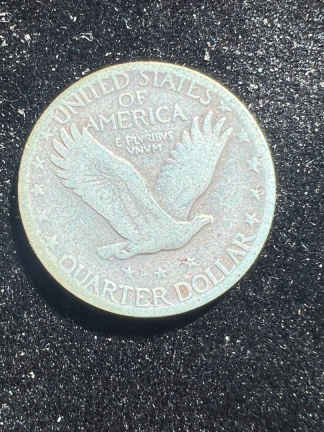 UNITED STATES
OF
AMERICA
E PLURIBUS
UNUM
QUARTER DOLLAR